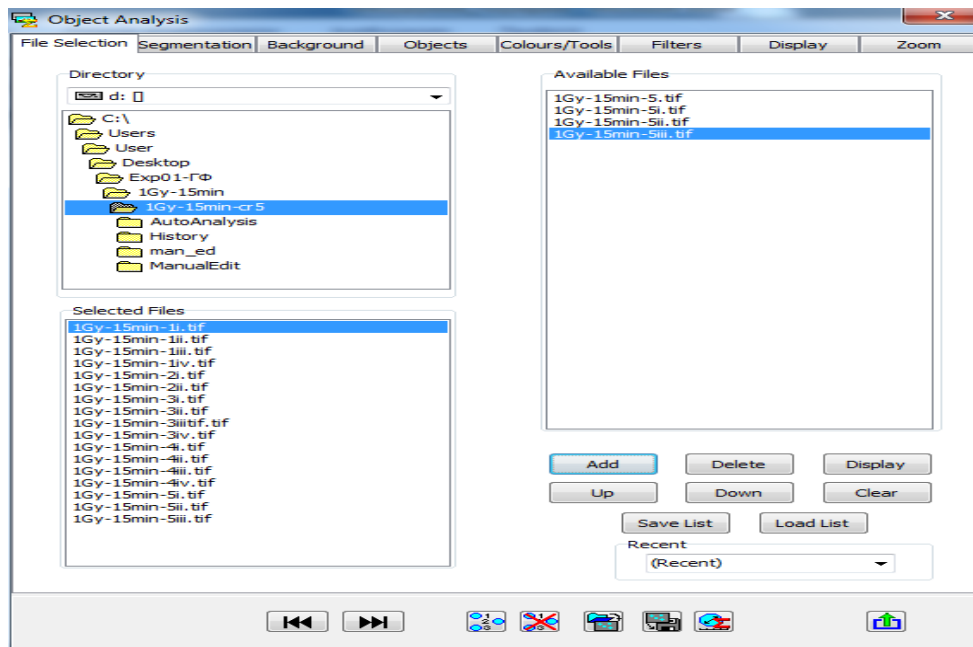 Object Analysis
File Selection Segmentation Background Objects Colours/Tools Filters Display Zoom
Directory
d: []
C:\
Users
User
Desktop
Exp01-ГФ
1Gy-15min
1Gy-15min-cr5
AutoAnalysis
History
man_ed
ManualEdit
Selected Files
1Gy-15min-1i.tif
1Gy-15min-1ii.tif
1Gy-15min-1iii.tif
1Gy-15min-1iv.tif
1Gy-15min-2i.tif
1Gy-15min-2ii.tif
1Gy-15min-3i.tif
1Gy-15min-3ii.tif
1Gy-15min-3iiitif.tif
1Gy-15min-3iv.tif
1Gy-15min-4i.tif
1Gy-15min-4ii.tif
1Gy-15min-4iii.tif
1Gy-15min-4iv.tif
1Gy-15min-5i.tif
1Gy-15min-5ii.tif
1Gy-15min-5iii.tif
Available Files
1Gy-15min-5.tif
1Gy-15min-5i.tif
1Gy-15min-5ii.tif
1Gy-15min-5iii.tif
Add Delete Display
Up Down Clear
Save List Load List
Recent
(Recent)